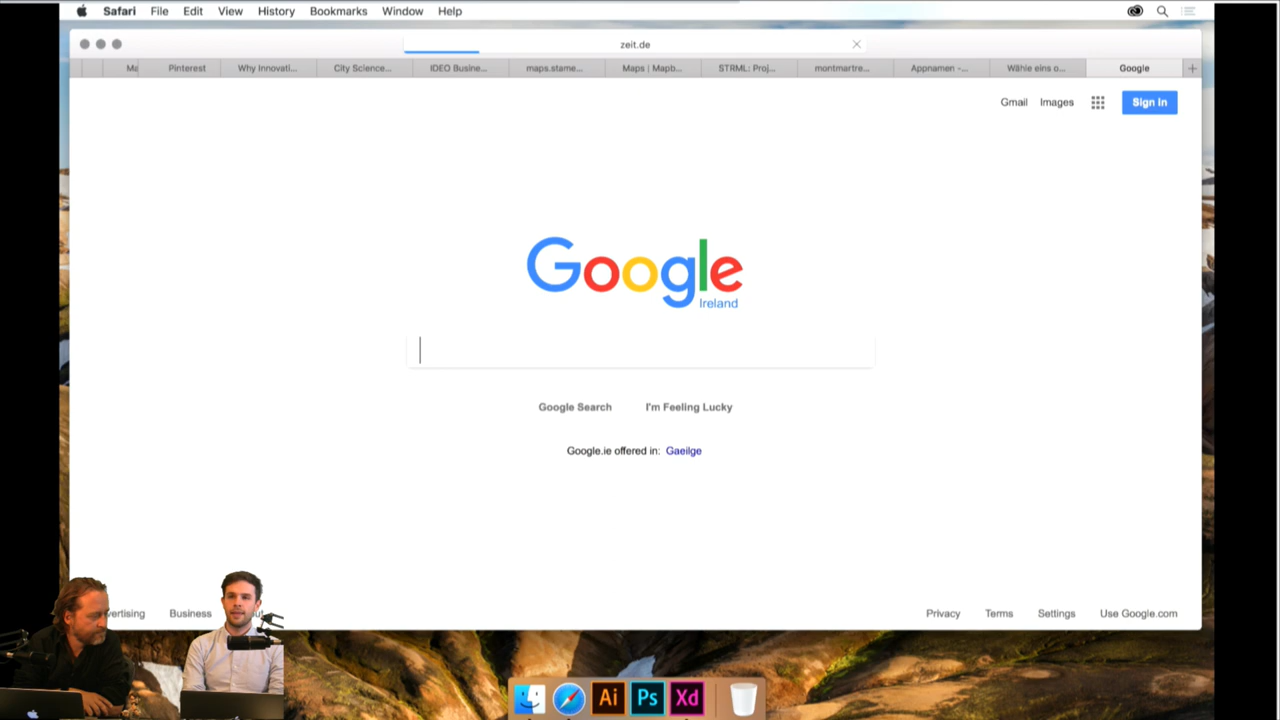 Safari File Edit View History Bookmarks Window Help
zeit.de
Ma Pinterest Why Innovati... City Science... IDEO Busine... maps.stame... Maps | Mapb... STRML: Proj... montmartre... Appnamen -... Wähle eins o... Google
Gmail Images Sign in
Google
Ireland
Google Search I'm Feeling Lucky
Google.ie offered in: Gaeilge
vertising Business Privacy Terms Settings Use Google.com
Ai Ps Xd